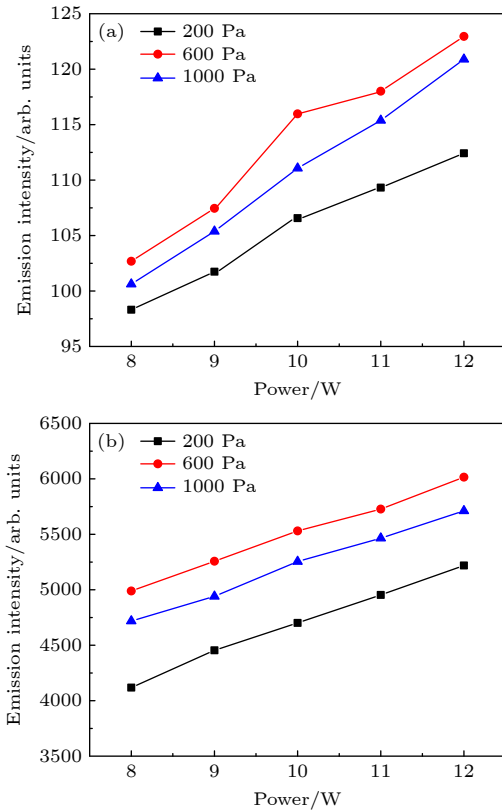 (a)
200 Pa
600 Pa
1000 Pa
Emission intensity/arb. units
125
120
115
110
105
100
95
8 9 10 11 12
Power/W
(b)
200 Pa
600 Pa
1000 Pa
Emission intensity/arb. units
6500
6000
5500
5000
4500
4000
3500
8 9 10 11 12
Power/W